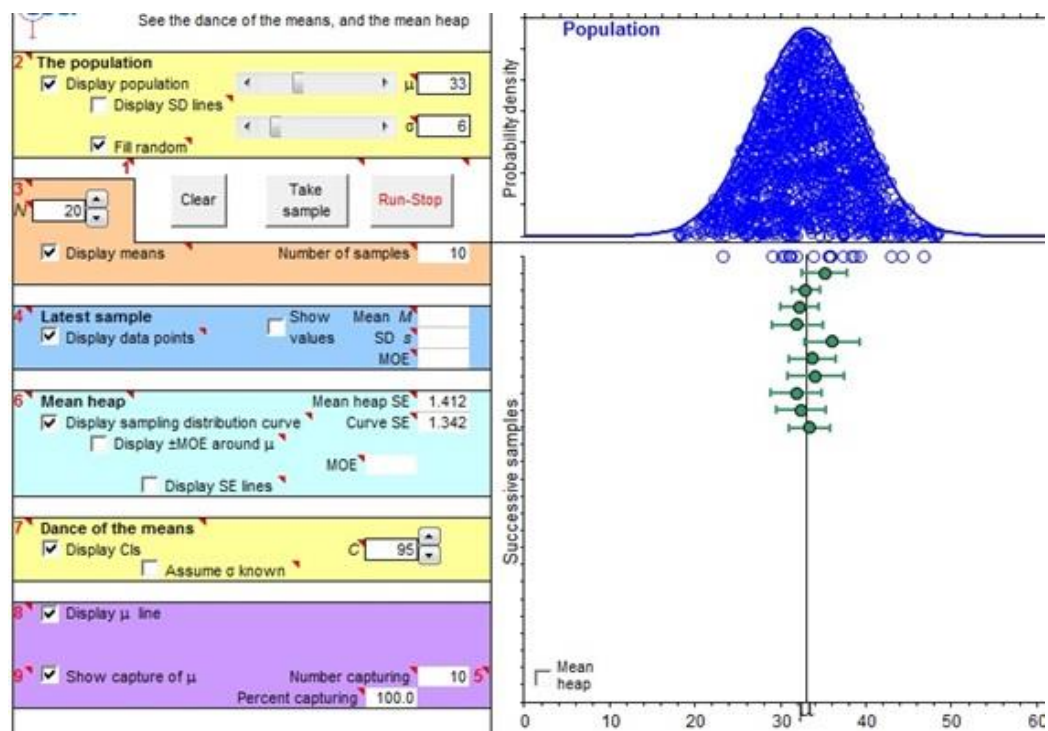 See the dance of the means, and the mean heap
2 The population
Display population
μ 33
Display SD lines
σ 6
Fill random
1
3
N 20
Clear
Take sample
Run-Stop
Display means Number of samples 10
4 Latest sample
Show values
Mean M
Display data points
SD s
MOE
6 Mean heap Mean heap SE 1.412
Display sampling distribution curve Curve SE 1.342
Display ±MOE around μ
MOE
Display SE lines
7 Dance of the means
Display CIs C 95
Assume σ known
8 Display μ line
9 Show capture of μ Number capturing 10 5
Percent capturing 100.0
Population
Probability density
Successive samples
Mean heap
μ
0 10 20 30 40 50 60